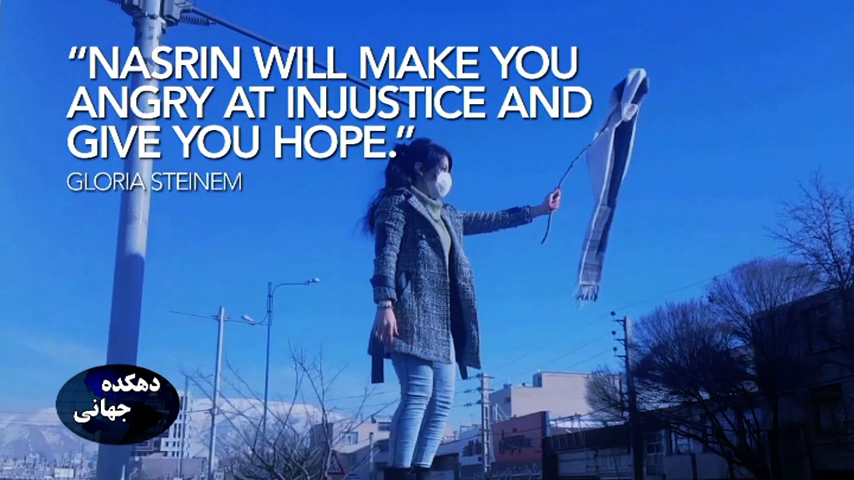 “NASRIN WILL MAKE YOU
ANGRY AT INJUSTICE AND
GIVE YOU HOPE.”
GLORIA STEINEM
دهکده
جهانی